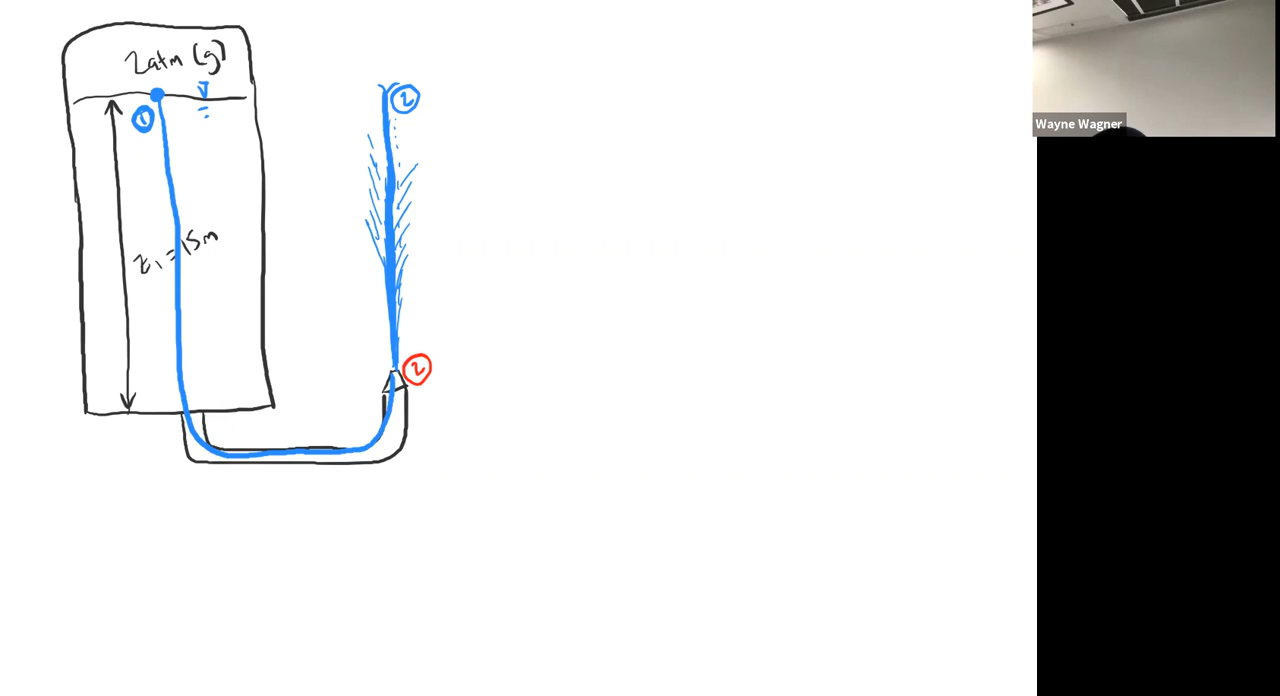 2atm (g)
①
②
z₁ = 15m
②
Wayne Wagner